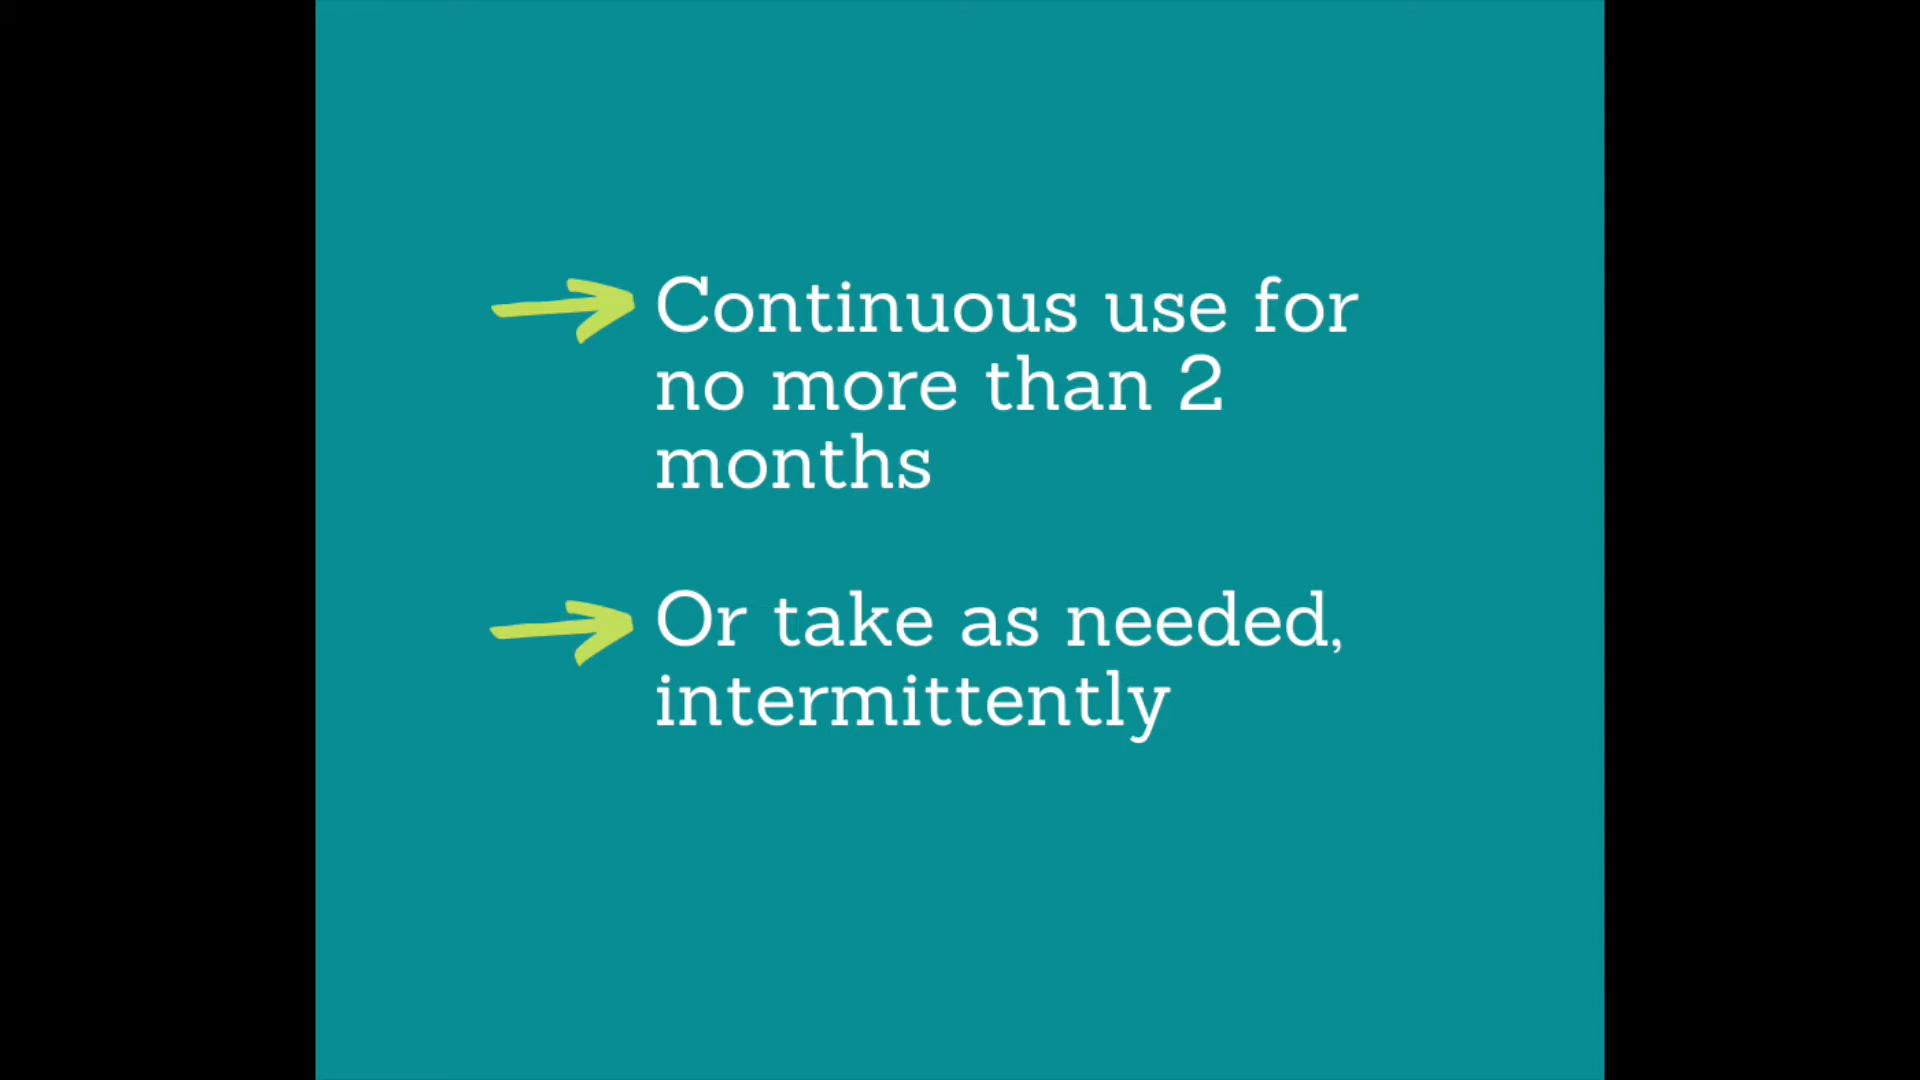 Continuous use for
no more than 2
months
Or take as needed,
intermittently